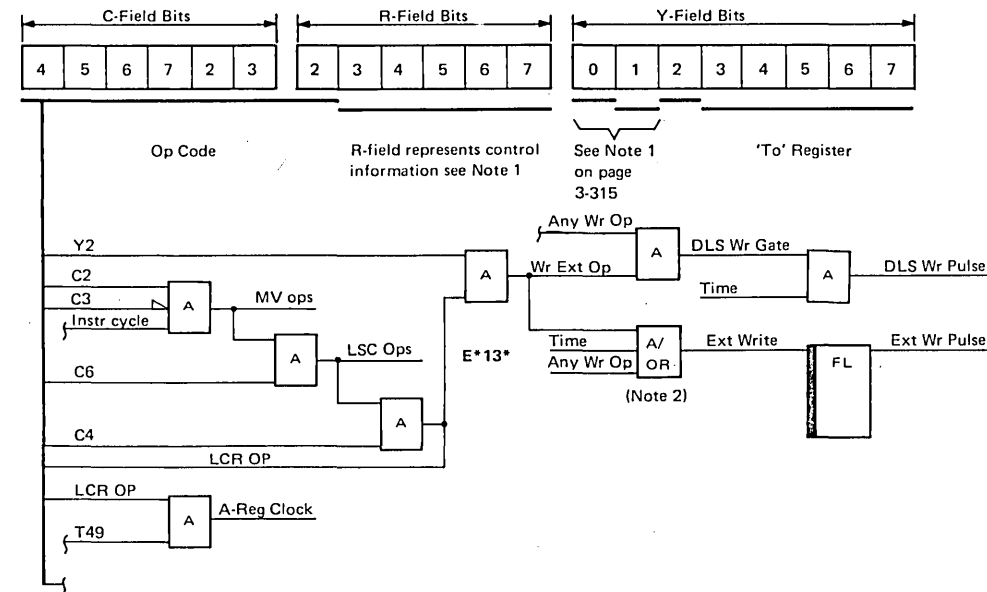 C-Field Bits R-Field Bits Y-Field Bits
4 5 6 7 2 3 2 3 4 5 6 7 0 1 2 3 4 5 6 7
Op Code
R-field represents control
information see Note 1
See Note 1
on page
3-315
'To' Register
Any Wr Op
Y2
A
DLS Wr Gate
A
Wr Ext Op
A
DLS Wr Pulse
C2
Time
C3
A
MV ops
Instr cycle
Time
A/
OR
Ext Write
Ext Wr Pulse
A
LSC Ops
E*13*
Any Wr Op
FL
C6
(Note 2)
A
C4
LCR OP
LCR OP
A
A-Reg Clock
T49